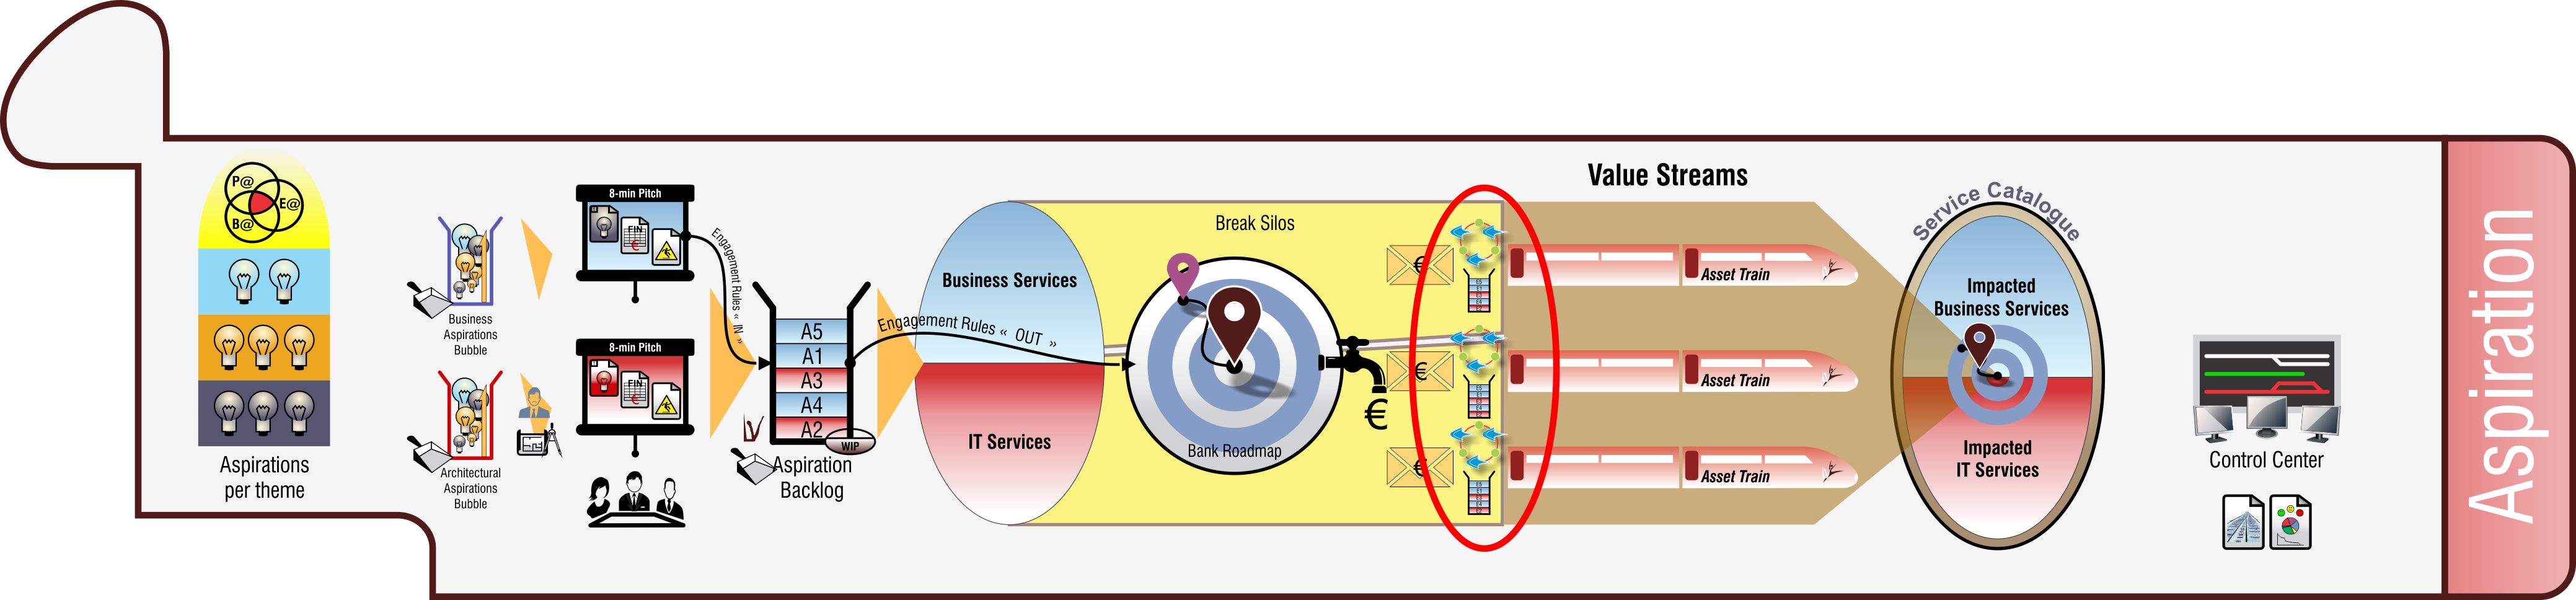 P@
E@
B@
Aspirations
per theme
Business
Aspirations
Bubble
Architectural
Aspirations
Bubble
8-min Pitch
FIN
€
8-min Pitch
FIN
€
Engagement Rules « IN »
A5
A1
A3
A4
A2
WIP
Aspiration
Backlog
Engagement Rules « OUT »
Business Services
IT Services
Break Silos
Bank Roadmap
€
€
€
€
Value Streams
Asset Train
Asset Train
Asset Train
Service Catalogue
Impacted
Business Services
Impacted
IT Services
Control Center
Aspiration